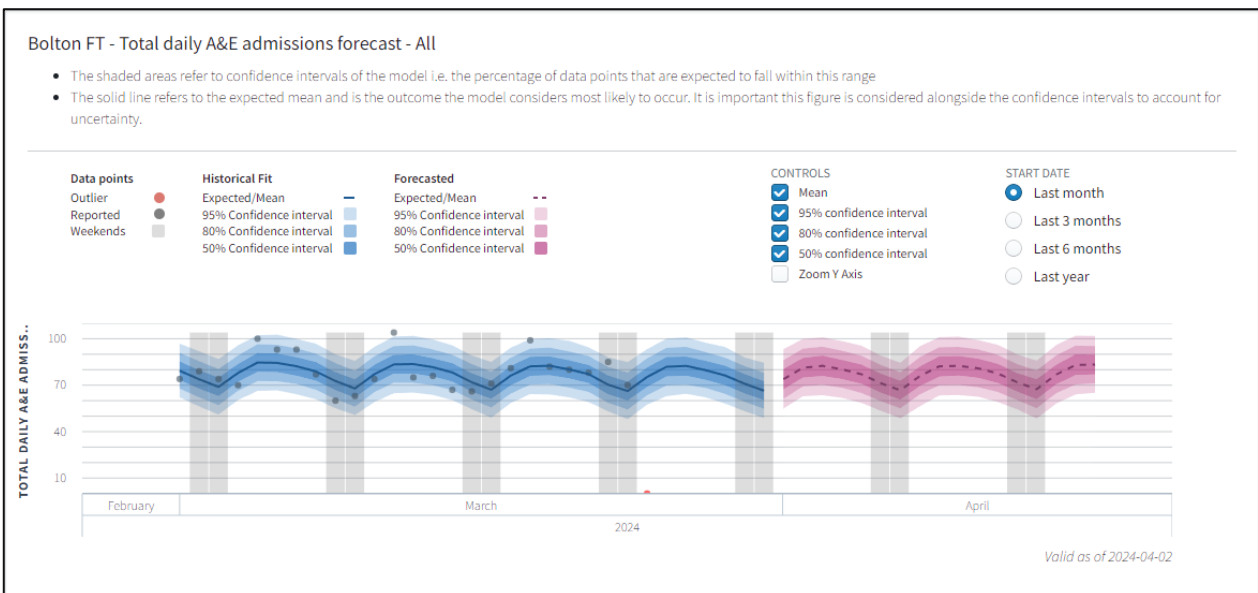 Bolton FT - Total daily A&E admissions forecast - All
• The shaded areas refer to confidence intervals of the model i.e. the percentage of data points that are expected to fall within this range
• The solid line refers to the expected mean and is the outcome the model considers most likely to occur. It is important this figure is considered alongside the confidence intervals to account for
uncertainty.
Data points
Outlier
Reported
Weekends
Historical Fit
Expected/Mean
95% Confidence interval
80% Confidence interval
50% Confidence interval
Forecasted
Expected/Mean
95% Confidence interval
80% Confidence interval
50% Confidence interval
CONTROLS
Mean
95% confidence interval
80% confidence interval
50% confidence interval
Zoom Y Axis
START DATE
Last month
Last 3 months
Last 6 months
Last year
TOTAL DAILY A&E ADMISS..
100
70
40
10
February
March
April
2024
Valid as of 2024-04-02